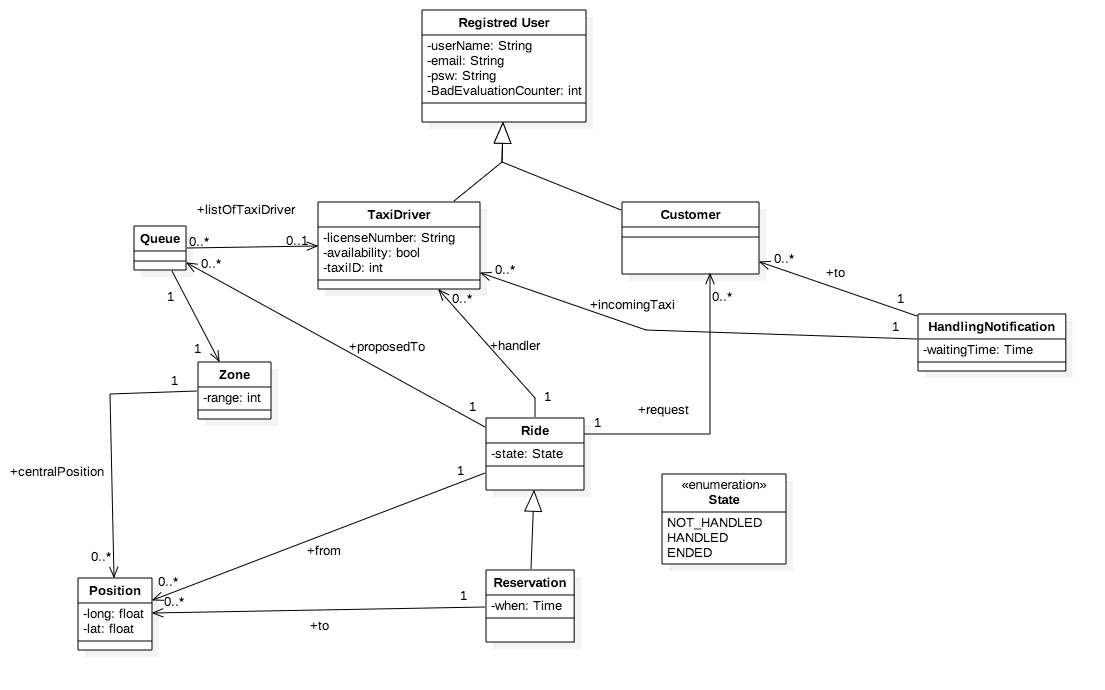 Registred User
-userName: String
-email: String
-psw: String
-BadEvaluationCounter: int
+listOfTaxiDriver
TaxiDriver
-licenseNumber: String
-availability: bool
-taxiID: int
Customer
Queue
0..*
0..1
0..*
0..*
0..*
0..*
0..*
+to
1
1
+incomingTaxi
1
HandlingNotification
-waitingTime: Time
+proposedTo
+handler
1
Zone
-range: int
1
1
1
1
+request
1
Ride
-state: State
+centralPosition
1
«enumeration»
State
NOT_HANDLED
HANDLED
ENDED
+from
0..*
0..*
0..*
Position
-long: float
-lat: float
1
Reservation
-when: Time
+to